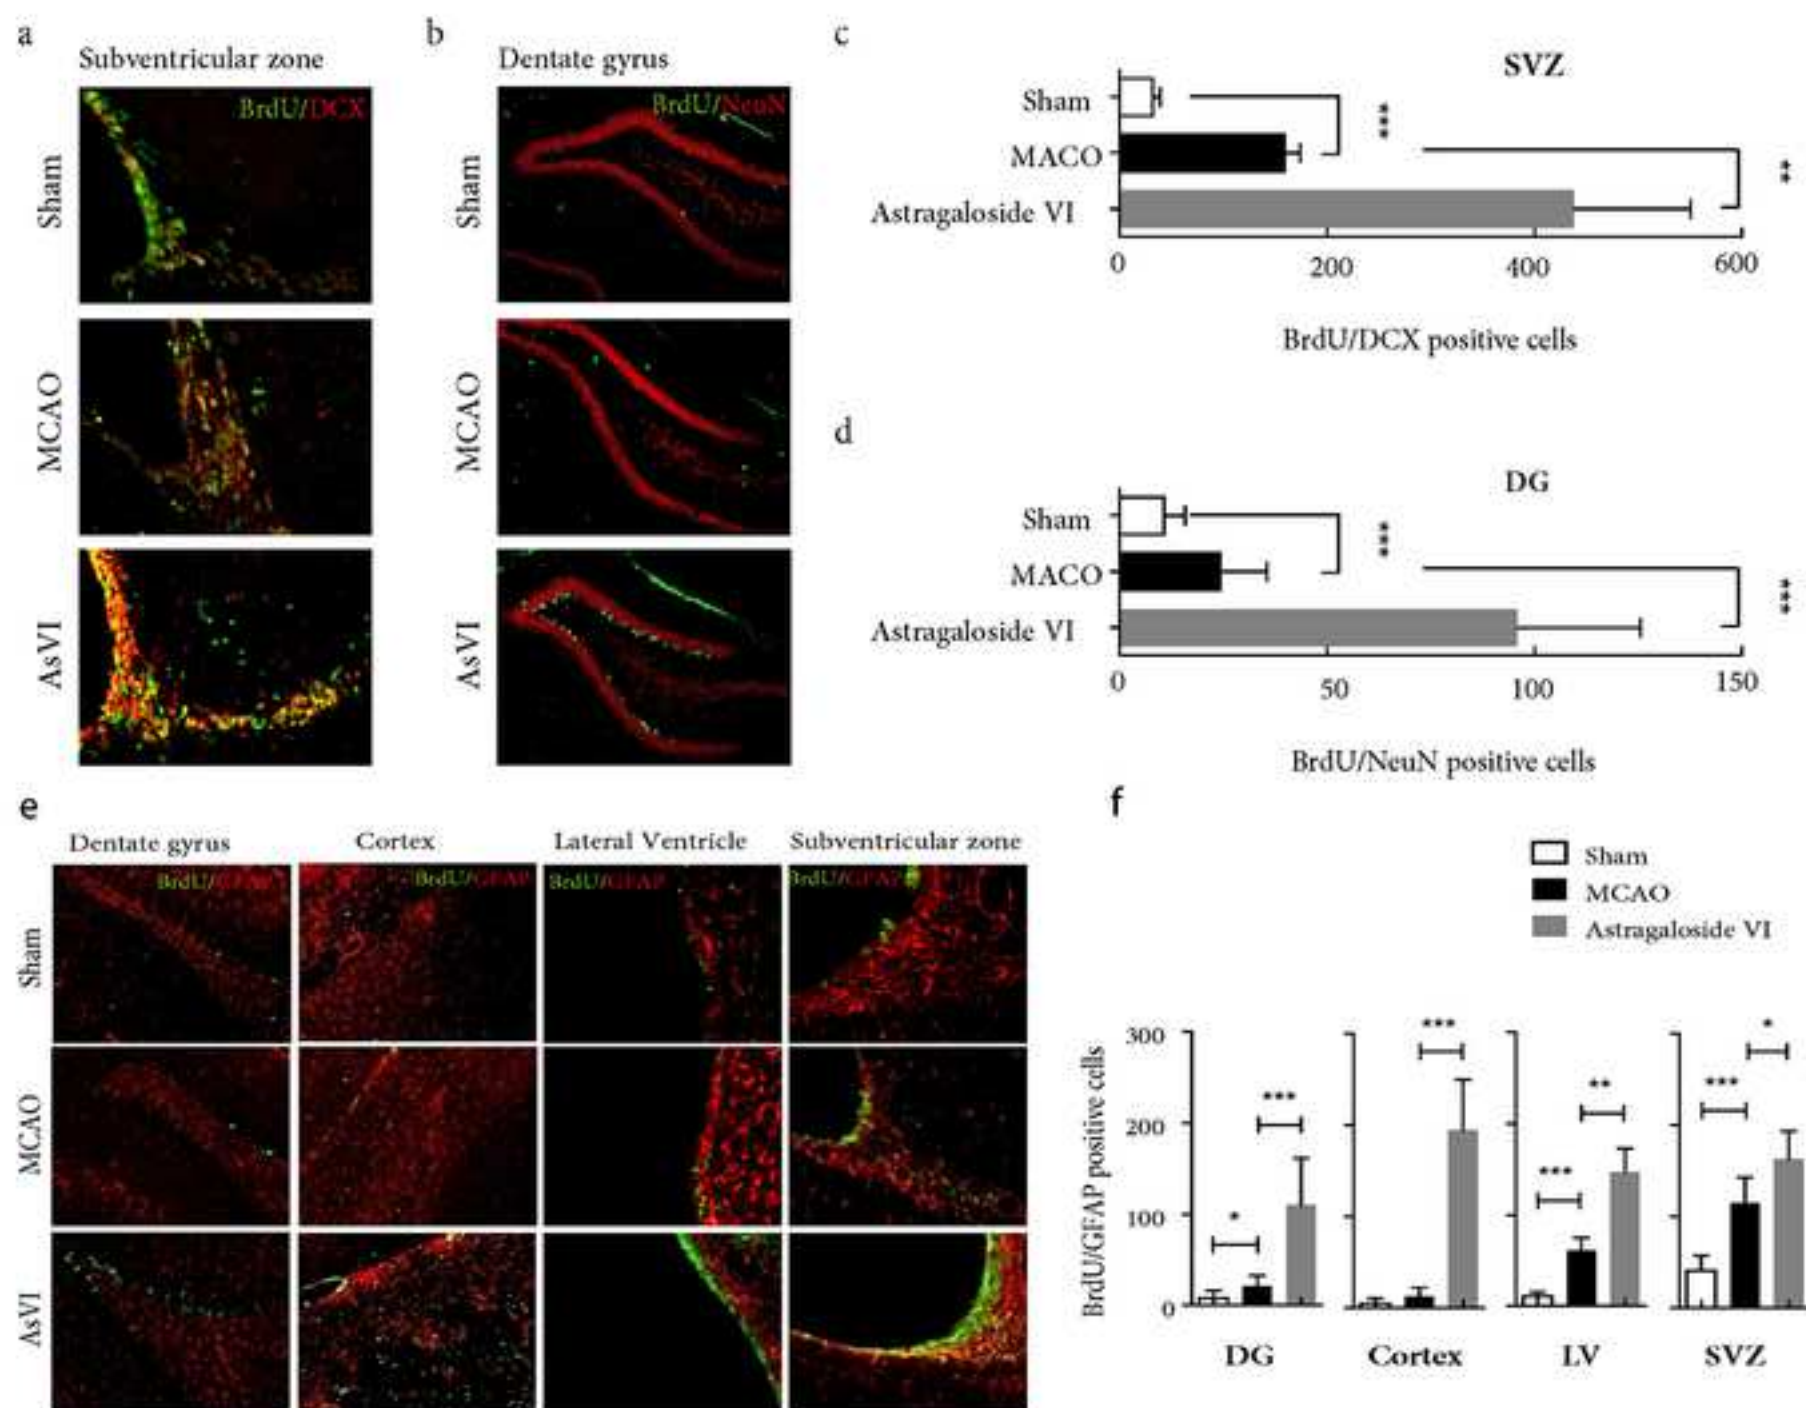 a
Subventricular zone
BrdU/DCX
Sham
MCAO
AsVI
b
Dentate gyrus
BrdU/NeuN
Sham
MCAO
AsVI
c
SVZ
Sham
MACO
Astragaloside VI
***
**
0 200 400 600
BrdU/DCX positive cells
d
DG
Sham
MACO
Astragaloside VI
***
***
0 50 100 150
BrdU/NeuN positive cells
e
Dentate gyrus Cortex Lateral Ventricle Subventricular zone
BrdU/GFAP BrdU/GFAP BrdU/GFAP BrdU/GFAP
Sham
MCAO
AsVI
f
Sham
MCAO
Astragaloside VI
BrdU/GFAP positive cells
300
200
100
0
* ***
***
*** **
*** *
DG Cortex LV SVZ